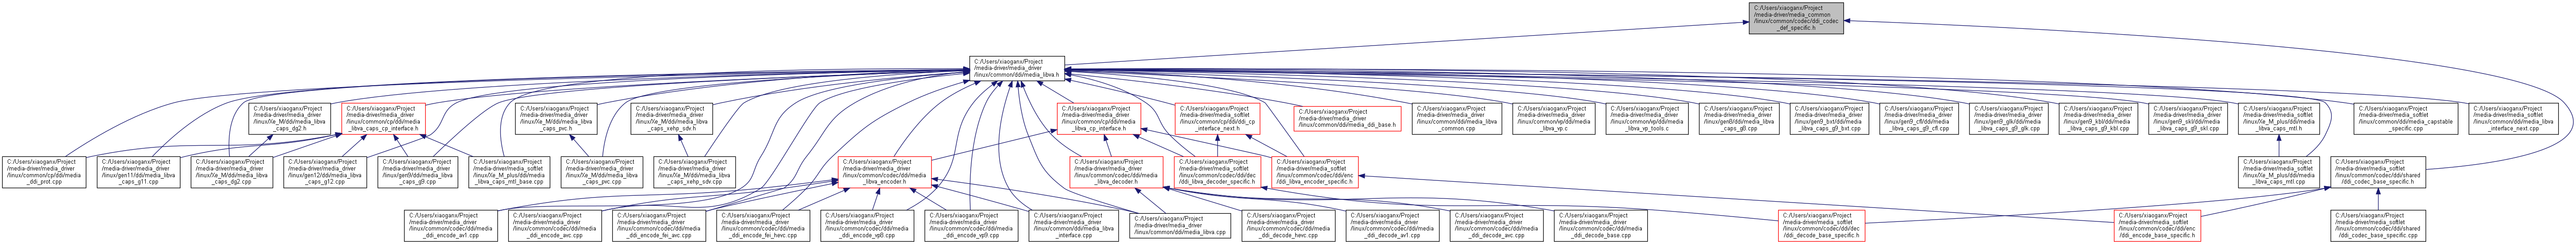 C:/Users/xiaoganx/Project
/media-driver/media_common
/linux/common/codec/ddi_codec
_def_specific.h
C:/Users/xiaoganx/Project
/media-driver/media_driver
/linux/common/ddi/media_libva.h
C:/Users/xiaoganx/Project
/media-driver/media_driver
/linux/Xe_M/ddi/media_libva
_caps_dg2.h
C:/Users/xiaoganx/Project
/media-driver/media_driver
/linux/common/cp/ddi/media
_libva_caps_cp_interface.h
C:/Users/xiaoganx/Project
/media-driver/media_driver
/linux/Xe_M/ddi/media_libva
_caps_pvc.h
C:/Users/xiaoganx/Project
/media-driver/media_driver
/linux/Xe_M/ddi/media_libva
_caps_xehp_sdv.h
C:/Users/xiaoganx/Project
/media-driver/media_driver
/linux/common/cp/ddi/media
_libva_cp_interface.h
C:/Users/xiaoganx/Project
/media-driver/media_softlet
/linux/common/cp/ddi/ddi_cp
_interface_next.h
C:/Users/xiaoganx/Project
/media-driver/media_driver
/linux/common/ddi/media_ddi_base.h
C:/Users/xiaoganx/Project
/media-driver/media_driver
/linux/common/ddi/media_libva
_common.cpp
C:/Users/xiaoganx/Project
/media-driver/media_driver
/linux/common/vp/ddi/media
_libva_vp.c
C:/Users/xiaoganx/Project
/media-driver/media_driver
/linux/common/vp/ddi/media
_libva_vp_tools.c
C:/Users/xiaoganx/Project
/media-driver/media_driver
/linux/gen8/ddi/media_libva
_caps_g8.cpp
C:/Users/xiaoganx/Project
/media-driver/media_driver
/linux/gen9_bxt/ddi/media
_libva_caps_g9_bxt.cpp
C:/Users/xiaoganx/Project
/media-driver/media_driver
/linux/gen9_cfl/ddi/media
_libva_caps_g9_cfl.cpp
C:/Users/xiaoganx/Project
/media-driver/media_driver
/linux/gen9_glk/ddi/media
_libva_caps_g9_glk.cpp
C:/Users/xiaoganx/Project
/media-driver/media_driver
/linux/gen9_kbl/ddi/media
_libva_caps_g9_kbl.cpp
C:/Users/xiaoganx/Project
/media-driver/media_driver
/linux/gen9_skl/ddi/media
_libva_caps_g9_skl.cpp
C:/Users/xiaoganx/Project
/media-driver/media_softlet
/linux/Xe_M_plus/ddi/media
_libva_caps_mtl.h
C:/Users/xiaoganx/Project
/media-driver/media_softlet
/linux/common/ddi/media_capstable
_specific.cpp
C:/Users/xiaoganx/Project
/media-driver/media_softlet
/linux/common/ddi/media_libva
_interface_next.cpp
C:/Users/xiaoganx/Project
/media-driver/media_driver
/linux/common/cp/ddi/media
_ddi_prot.cpp
C:/Users/xiaoganx/Project
/media-driver/media_driver
/linux/gen11/ddi/media_libva
_caps_g11.cpp
C:/Users/xiaoganx/Project
/media-driver/media_driver
/linux/Xe_M/ddi/media_libva
_caps_dg2.cpp
C:/Users/xiaoganx/Project
/media-driver/media_driver
/linux/gen12/ddi/media_libva
_caps_g12.cpp
C:/Users/xiaoganx/Project
/media-driver/media_driver
/linux/gen9/ddi/media_libva
_caps_g9.cpp
C:/Users/xiaoganx/Project
/media-driver/media_softlet
/linux/Xe_M_plus/ddi/media
_libva_caps_mtl_base.cpp
C:/Users/xiaoganx/Project
/media-driver/media_driver
/linux/Xe_M/ddi/media_libva
_caps_pvc.cpp
C:/Users/xiaoganx/Project
/media-driver/media_driver
/linux/Xe_M/ddi/media_libva
_caps_xehp_sdv.cpp
C:/Users/xiaoganx/Project
/media-driver/media_driver
/linux/common/codec/ddi/media
_libva_encoder.h
C:/Users/xiaoganx/Project
/media-driver/media_driver
/linux/common/codec/ddi/media
_libva_decoder.h
C:/Users/xiaoganx/Project
/media-driver/media_softlet
/linux/common/codec/ddi/dec
/ddi_libva_decoder_specific.h
C:/Users/xiaoganx/Project
/media-driver/media_softlet
/linux/common/codec/ddi/enc
/ddi_libva_encoder_specific.h
C:/Users/xiaoganx/Project
/media-driver/media_softlet
/linux/Xe_M_plus/ddi/media
_libva_caps_mtl.cpp
C:/Users/xiaoganx/Project
/media-driver/media_softlet
/linux/common/codec/ddi/shared
/ddi_codec_base_specific.h
C:/Users/xiaoganx/Project
/media-driver/media_driver
/linux/common/codec/ddi/media
_ddi_encode_av1.cpp
C:/Users/xiaoganx/Project
/media-driver/media_driver
/linux/common/codec/ddi/media
_ddi_encode_avc.cpp
C:/Users/xiaoganx/Project
/media-driver/media_driver
/linux/common/codec/ddi/media
_ddi_encode_fei_avc.cpp
C:/Users/xiaoganx/Project
/media-driver/media_driver
/linux/common/codec/ddi/media
_ddi_encode_fei_hevc.cpp
C:/Users/xiaoganx/Project
/media-driver/media_driver
/linux/common/codec/ddi/media
_ddi_encode_vp8.cpp
C:/Users/xiaoganx/Project
/media-driver/media_driver
/linux/common/codec/ddi/media
_ddi_encode_vp9.cpp
C:/Users/xiaoganx/Project
/media-driver/media_driver
/linux/common/ddi/media_libva
_interface.cpp
C:/Users/xiaoganx/Project
/media-driver/media_driver
/linux/common/ddi/media_libva.cpp
C:/Users/xiaoganx/Project
/media-driver/media_driver
/linux/common/codec/ddi/media
_ddi_decode_hevc.cpp
C:/Users/xiaoganx/Project
/media-driver/media_driver
/linux/common/codec/ddi/media
_ddi_decode_av1.cpp
C:/Users/xiaoganx/Project
/media-driver/media_driver
/linux/common/codec/ddi/media
_ddi_decode_avc.cpp
C:/Users/xiaoganx/Project
/media-driver/media_driver
/linux/common/codec/ddi/media
_ddi_decode_base.cpp
C:/Users/xiaoganx/Project
/media-driver/media_softlet
/linux/common/codec/ddi/dec
/ddi_decode_base_specific.h
C:/Users/xiaoganx/Project
/media-driver/media_softlet
/linux/common/codec/ddi/enc
/ddi_encode_base_specific.h
C:/Users/xiaoganx/Project
/media-driver/media_softlet
/linux/common/codec/ddi/shared
/ddi_codec_base_specific.cpp